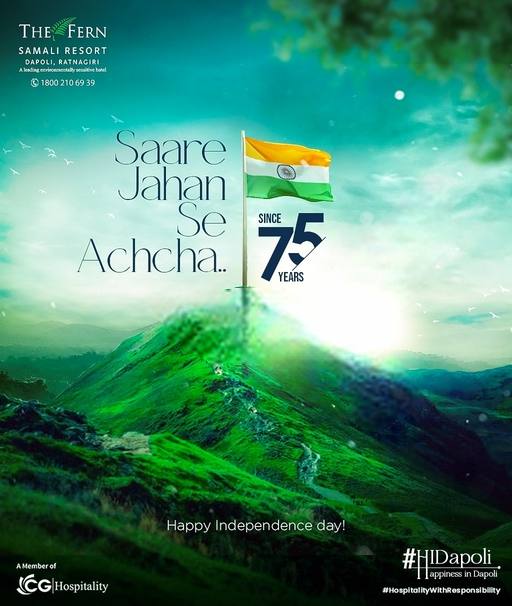 THE FERN
SAMALI RESORT
DAPOLI, RATNAGIRI
A leading environmentally sensitive hotel
1800 210 69 39
Saare
Jahan
Se
Achcha..
SINCE
75
YEARS
Happy Independence day!
A Member of
CG|Hospitality
#HIDapoli
appiness in Dapoli
#HospitalityWithResponsibility